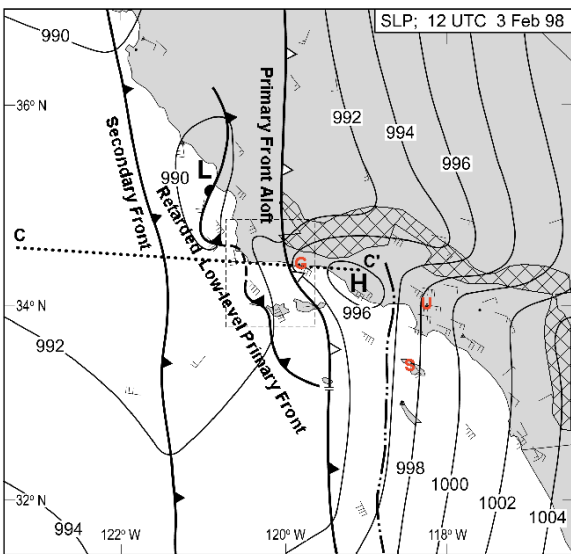 SLP; 12 UTC 3 Feb 98
990
36° N
992
994
996
Primary Front Aloft
Secondary Front
990
L
Retarded Low-level Primary Front
C
G
C'
H
996
34° N
U
S
992
998
1000
1002
1004
32° N
994
122° W
120° W
118° W